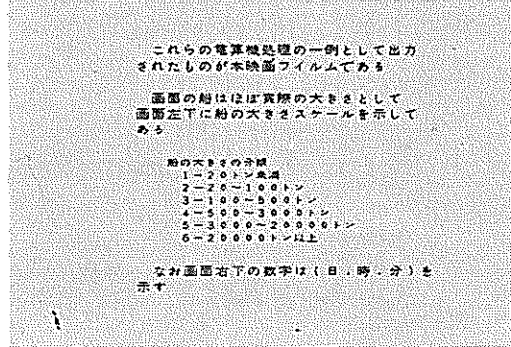 これらの電算機処理の一例として出力
されたものが本映画フィルムである
画面の船はほぼ実際の大きさとして
画面左下に船の大きさスケールを示して
ある
船の大きさの分類
1-20トン未満
2-20~100トン
3-100~500トン
4-500~3000トン
5-3000~20000トン
6-20000トン以上
なお画面右下の数字は(日.時.分)を
示す